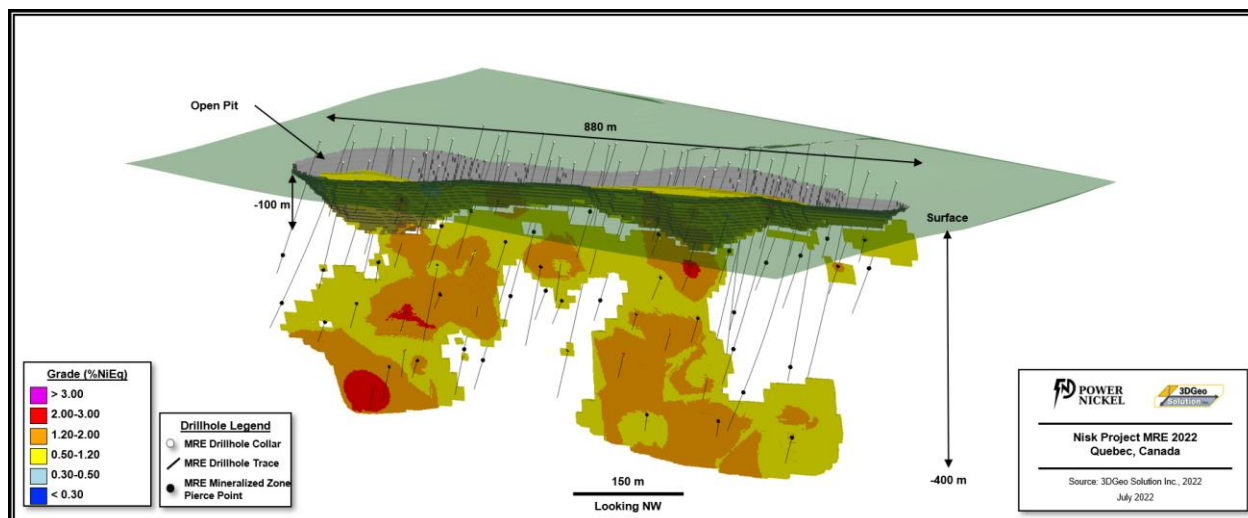 Open Pit
880 m
-100 m
Surface
-400 m
Grade (%NiEq)
> 3.00
2.00-3.00
1.20-2.00
0.50-1.20
0.30-0.50
< 0.30
Drillhole Legend
MRE Drillhole Collar
MRE Drillhole Trace
MRE Mineralized Zone
Pierce Point
150 m
Looking NW
POWER
NICKEL
3DGeo
Solution Inc.
Nisk Project MRE 2022
Quebec, Canada
Source: 3DGeo Solution Inc., 2022
July 2022